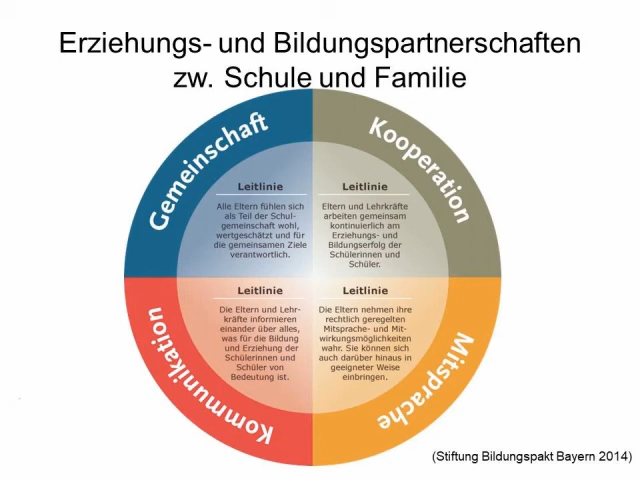 Erziehungs- und Bildungspartnerschaften
zw. Schule und Familie
Gemeinschaft
Leitlinie
Alle Eltern fühlen sich
als Teil der Schul-
gemeinschaft wohl,
wertgeschätzt und für
die gemeinsamen Ziele
verantwortlich.
Kooperation
Leitlinie
Eltern und Lehrkräfte
arbeiten gemeinsam
kontinuierlich am
Erziehungs- und
Bildungserfolg der
Schülerinnen und
Schüler.
Kommunikation
Leitlinie
Die Eltern und Lehr-
kräfte informieren
einander über alles,
was für die Bildung
und Erziehung der
Schülerinnen und
Schüler von
Bedeutung ist.
Mitsprache
Leitlinie
Die Eltern nehmen ihre
rechtlich geregelten
Mitsprache- und Mit-
wirkungsmöglichkeiten
wahr. Sie können sich
auch darüber hinaus in
geeigneter Weise
einbringen.
(Stiftung Bildungspakt Bayern 2014)